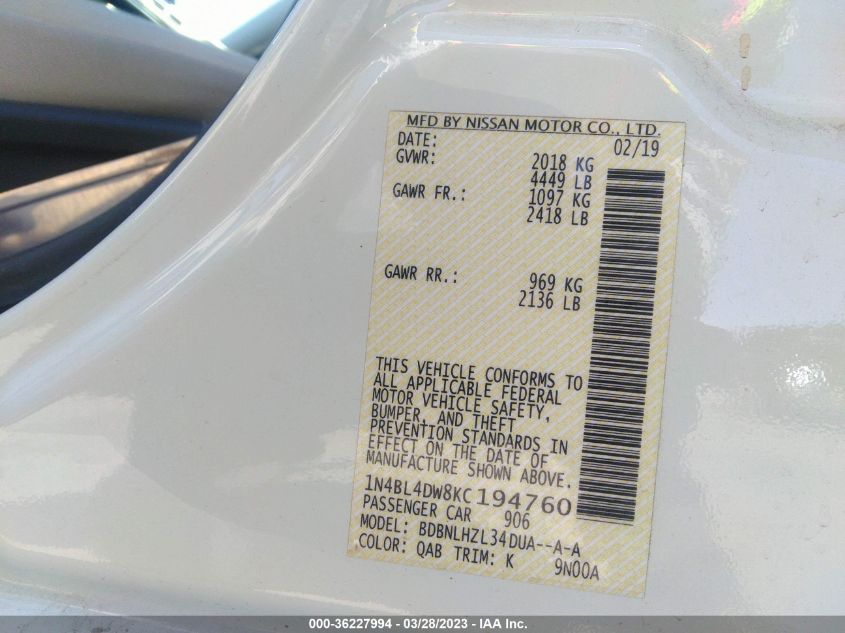 MFD BY NISSAN MOTOR CO., LTD.
DATE: 02/19
GVWR: 2018 KG
4449 LB
GAWR FR.: 1097 KG
2418 LB
GAWR RR.: 969 KG
2136 LB
THIS VEHICLE CONFORMS TO
ALL APPLICABLE FEDERAL
MOTOR VEHICLE SAFETY,
BUMPER, AND THEFT
PREVENTION STANDARDS IN
EFFECT ON THE DATE OF
MANUFACTURE SHOWN ABOVE.
1N4BL4DW8KC194760
PASSENGER CAR 906
MODEL: BDBNLHZL34DUA--A-A
COLOR: QAB TRIM: K 9N00A
000-36227994 - 03/28/2023 - IAA Inc.